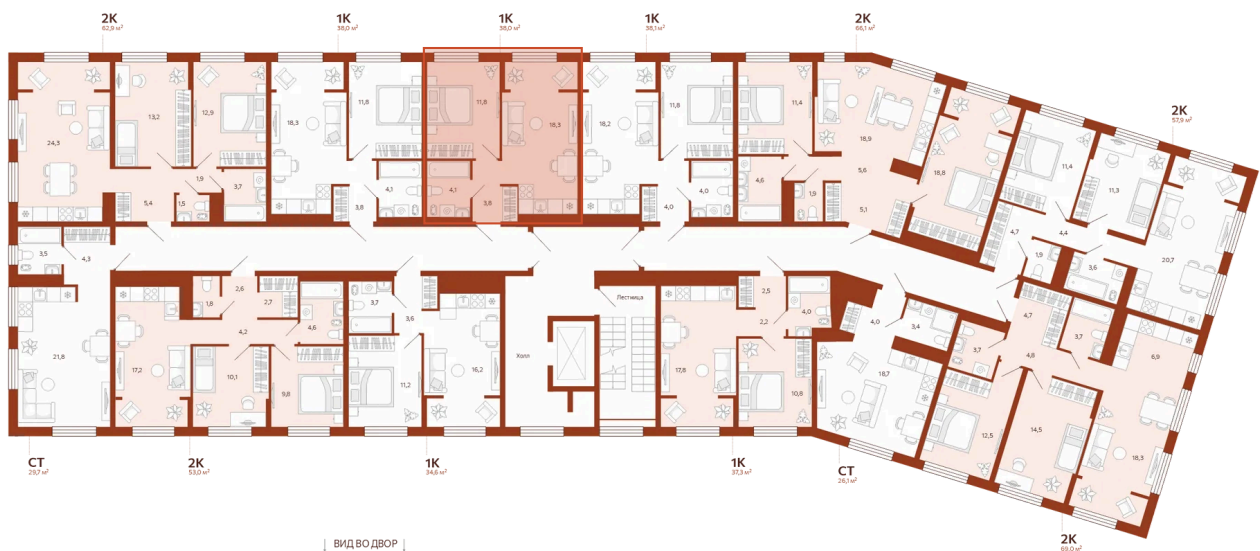 2К
62,9 м²
1К
38,0 м²
1К
38,0 м²
1К
38,1 м²
2К
66,1 м²
2К
57,9 м²
24,3
13,2
12,9
18,3
11,8
11,8
18,3
18,2
11,8
11,4
18,9
18,8
11,4
11,3
20,7
1,9
3,7
5,4
1,5
4,1
3,8
4,1
3,8
4,0
4,0
4,6
1,9
5,6
5,1
4,7
4,4
1,9
3,6
3,5
4,3
1,8
2,6
2,7
4,2
4,6
3,7
3,6
Лестница
Холл
2,5
2,2
4,0
4,0
3,4
3,7
4,7
4,8
3,7
6,9
21,8
17,2
10,1
9,8
11,2
16,2
17,8
10,8
18,7
12,5
14,5
18,3
СТ
29,7 м²
2К
53,0 м²
1К
34,6 м²
1К
37,3 м²
СТ
26,1 м²
2К
69,0 м²
ВИД ВО ДВОР